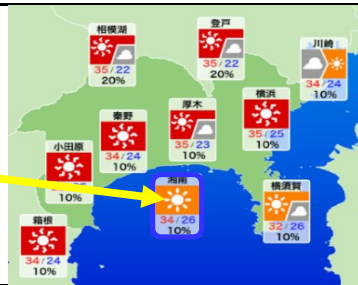 相模湖
35/22
20%
登戸
35/22
20%
川崎
34/24
10%
厚木
35/23
10%
横浜
35/25
10%
秦野
34/24
10%
小田原
10%
湘南
34/26
10%
横須賀
32/26
10%
箱根
34/24
10%